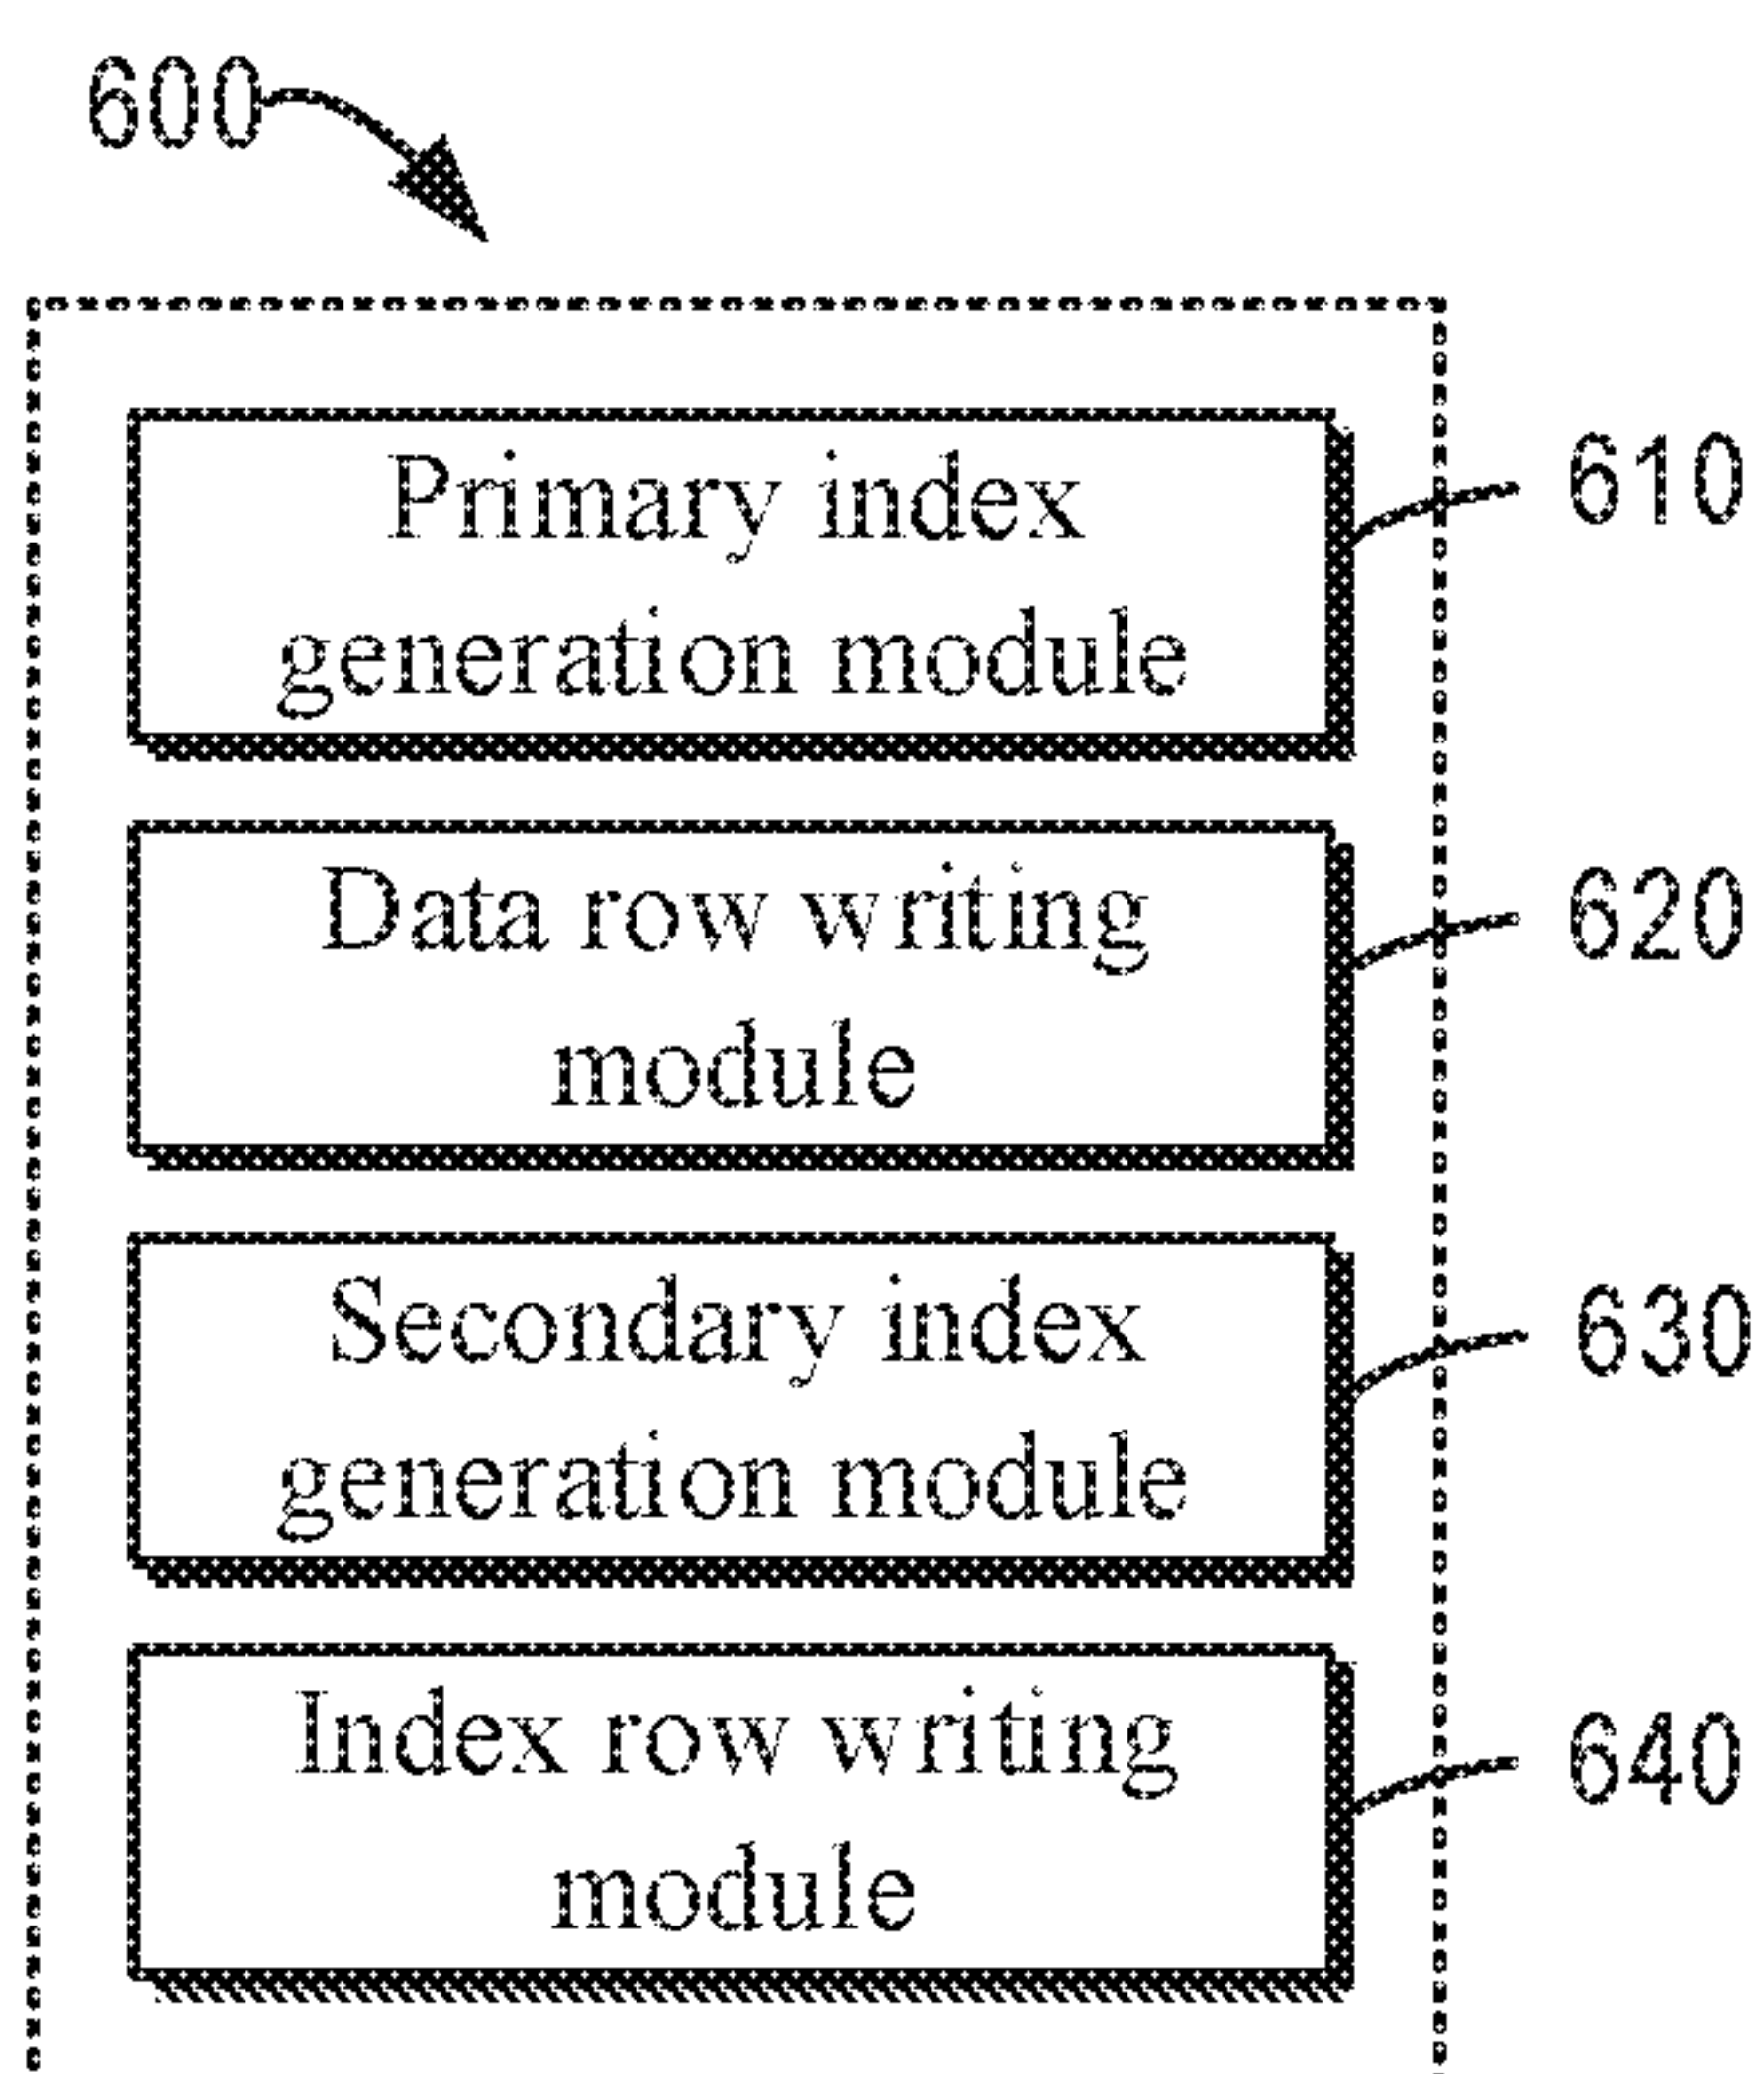 600
Primary index
generation module
610
Data row writing
module
620
Secondary index
generation module
630
Index row writing
module
640